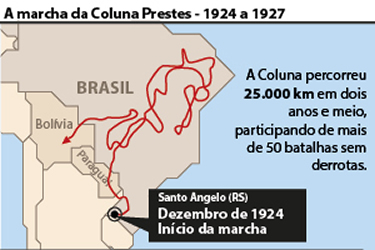 A marcha da Coluna Prestes - 1924 a 1927
BRASIL
Bolívia
Paraguai
A Coluna percorreu
25.000 km em dois
anos e meio,
participando de mais
de 50 batalhas sem
derrotas.
Santo Angelo (RS)
Dezembro de 1924
Início da marcha